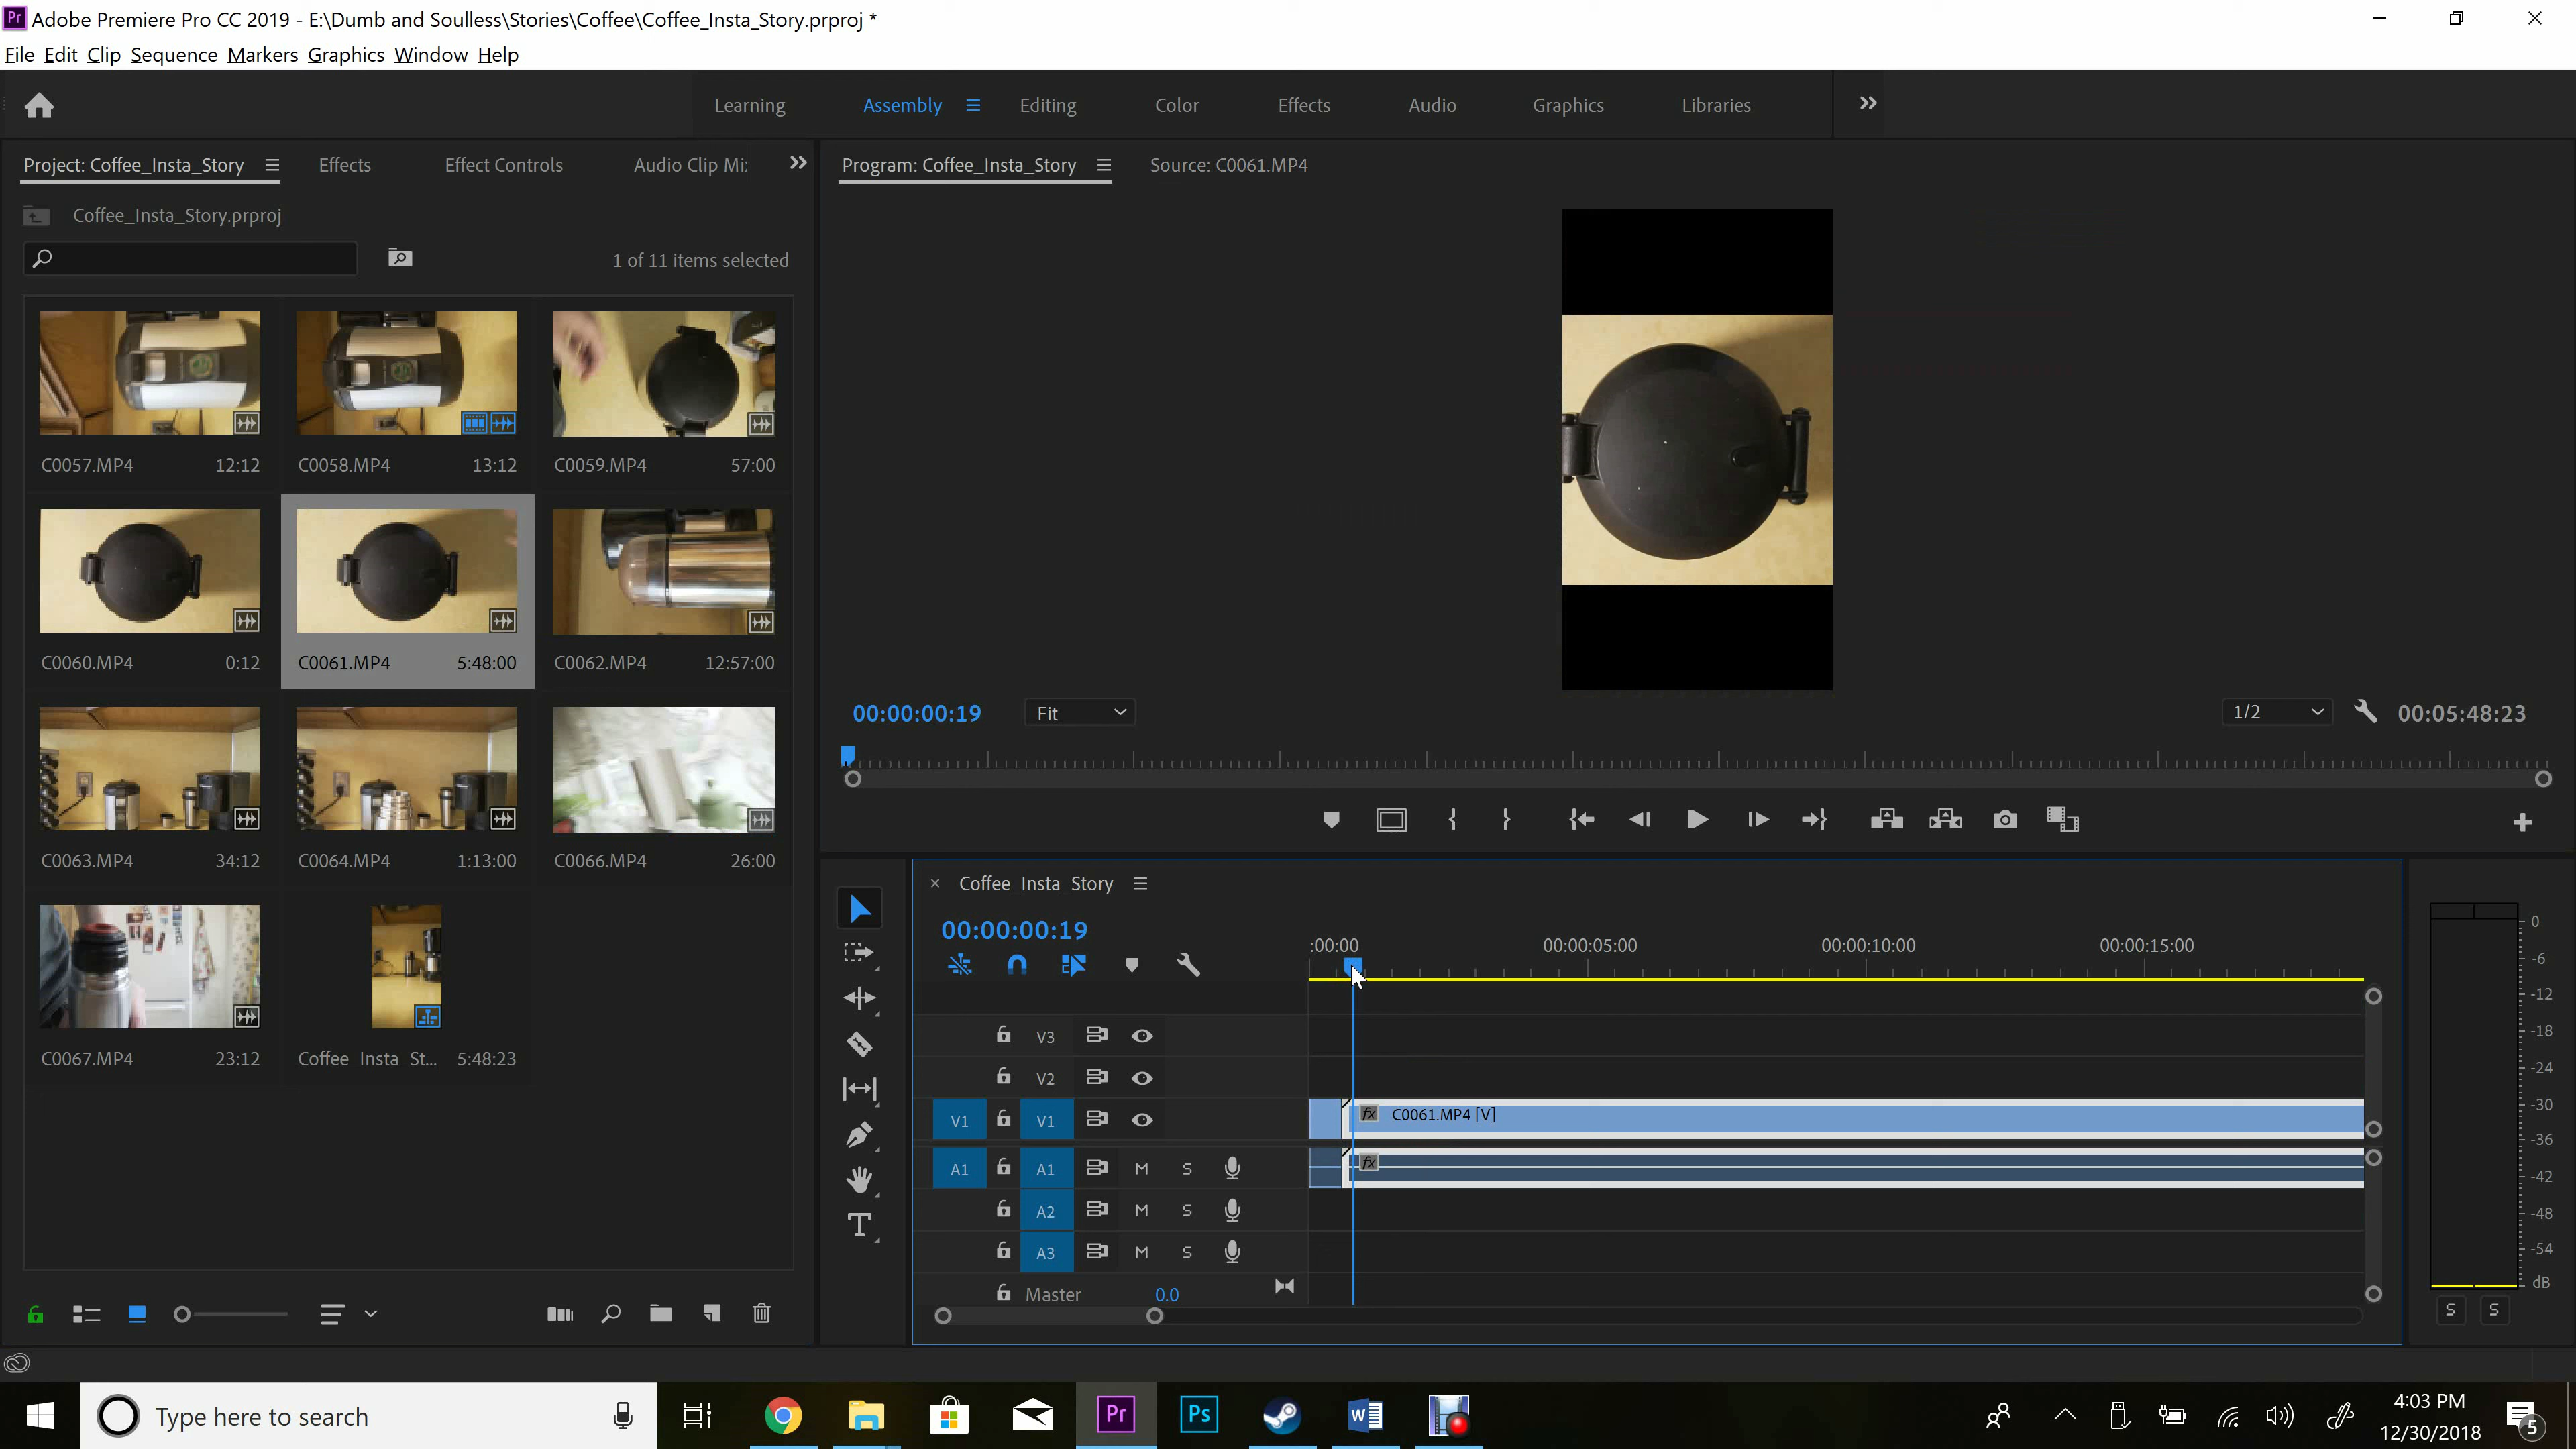 Pr Adobe Premiere Pro CC 2019 - E:\Dumb and Soulless\Stories\Coffee\Coffee_Insta_Story.prproj *
File Edit Clip Sequence Markers Graphics Window Help
Learning Assembly Editing Color Effects Audio Graphics Libraries
Project: Coffee_Insta_Story Effects Effect Controls Audio Clip Mi
Program: Coffee_Insta_Story Source: C0061.MP4
Coffee_Insta_Story.prproj
1 of 11 items selected
C0057.MP4 12:12 C0058.MP4 13:12 C0059.MP4 57:00
C0060.MP4 0:12 C0061.MP4 5:48:00 C0062.MP4 12:57:00
C0063.MP4 34:12 C0064.MP4 1:13:00 C0066.MP4 26:00
C0067.MP4 23:12 Coffee_Insta_St... 5:48:23
00:00:00:19 Fit 1/2 00:05:48:23
Coffee_Insta_Story
00:00:00:19
:00:00 00:00:05:00 00:00:10:00 00:00:15:00
V3
V2
V1 V1 fx C0061.MP4 [V]
A1 A1 M S fx
A2 M S
A3 M S
Master 0.0
0
-6
-12
-18
-24
-30
-36
-42
-48
-54
dB
S S
Type here to search
Pr Ps W
4:03 PM
12/30/2018
5